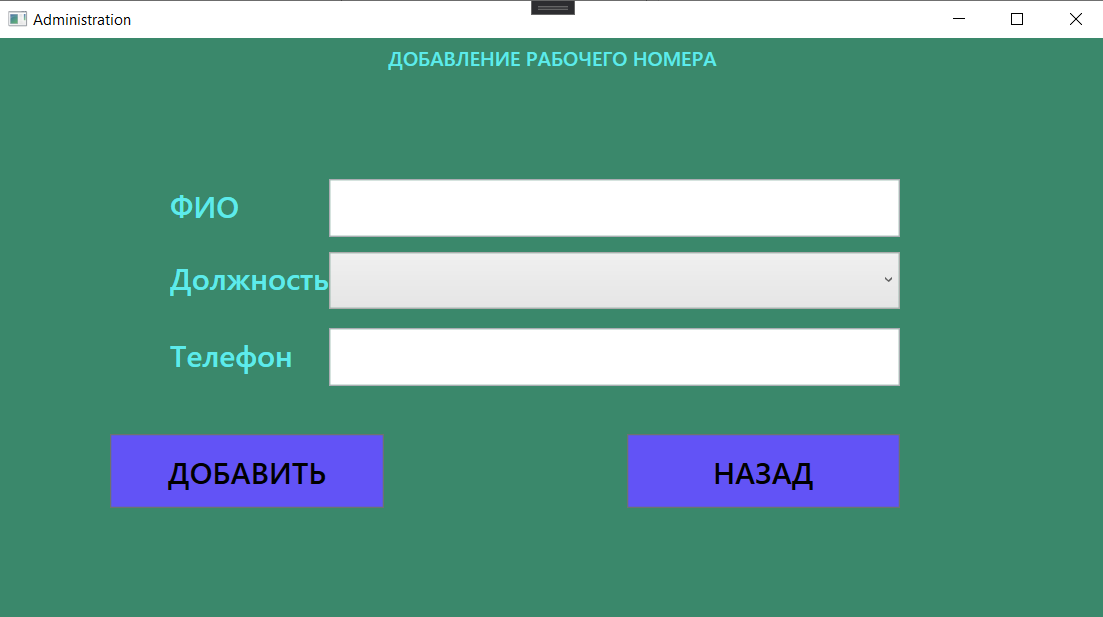 Administration
ДОБАВЛЕНИЕ РАБОЧЕГО НОМЕРА
ФИО
Должность
Телефон
ДОБАВИТЬ
НАЗАД